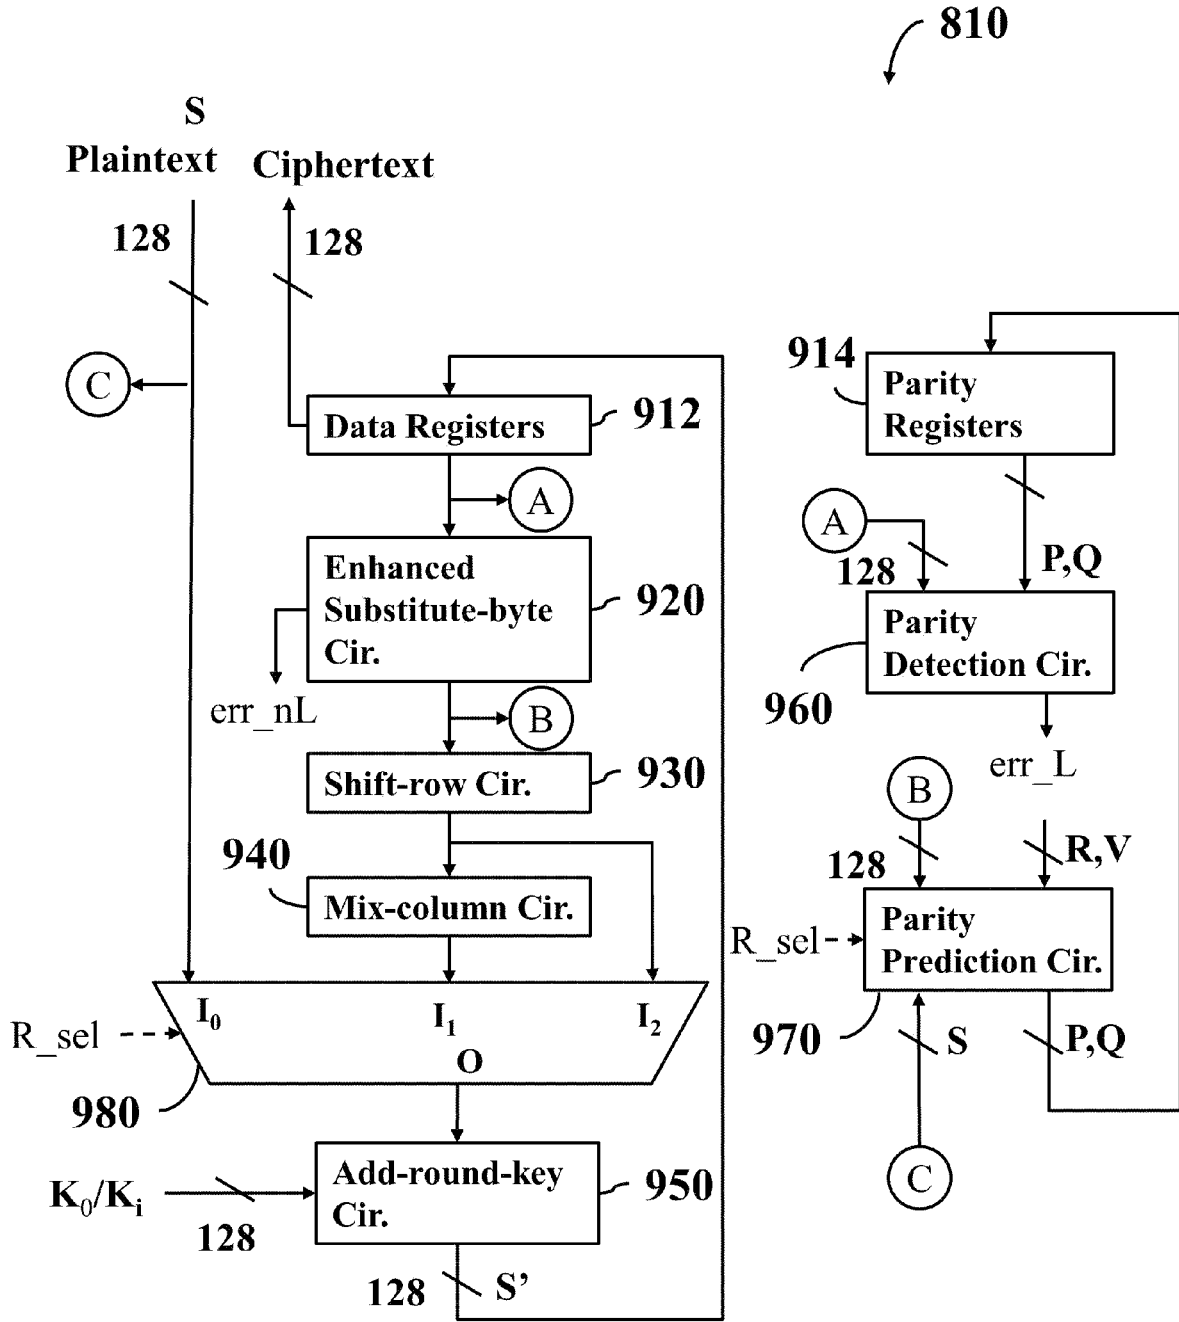 810
S
Plaintext
Ciphertext
128
128
C
Data Registers
912
A
Enhanced
Substitute-byte
Cir.
920
err_nL
B
Shift-row Cir.
930
940
Mix-column Cir.
I0
I1
I2
R_sel
O
980
K0/Ki
128
Add-round-key
Cir.
950
128
S’
914
Parity
Registers
A
128
P,Q
Parity
Detection Cir.
960
err_L
B
128
R,V
R_sel
Parity
Prediction Cir.
970
S
P,Q
C